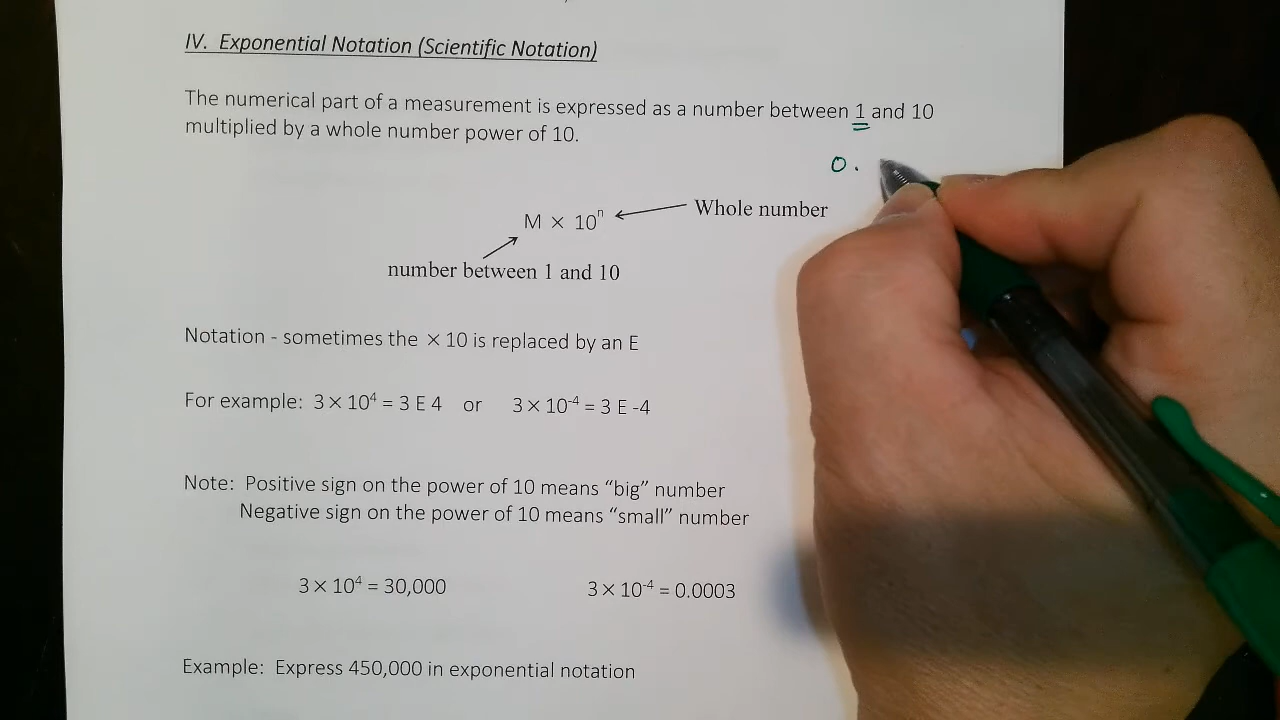 IV. Exponential Notation (Scientific Notation)
The numerical part of a measurement is expressed as a number between 1 and 10
multiplied by a whole number power of 10.
0.
M × 10ⁿ
Whole number
number between 1 and 10
Notation - sometimes the × 10 is replaced by an E
For example: 3 × 10⁴ = 3 E 4 or 3 × 10⁻⁴ = 3 E -4
Note: Positive sign on the power of 10 means “big” number
Negative sign on the power of 10 means “small” number
3 × 10⁴ = 30,000 3 × 10⁻⁴ = 0.0003
Example: Express 450,000 in exponential notation